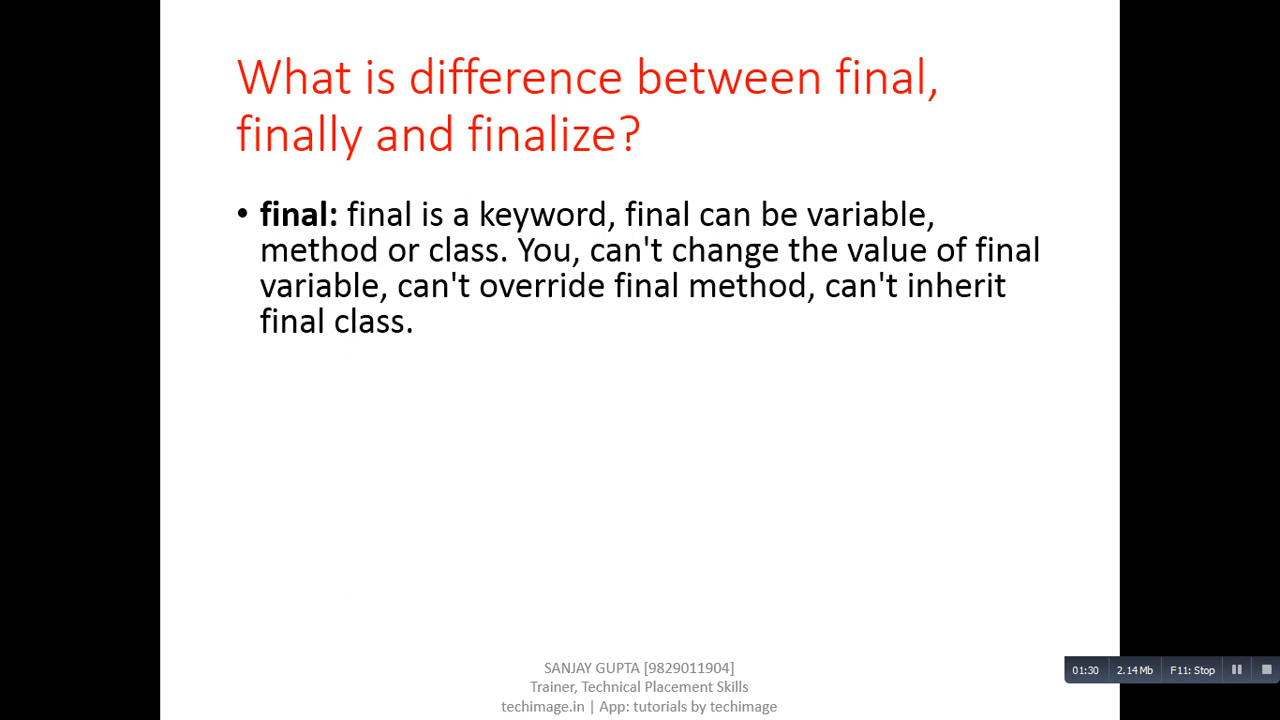 What is difference between final,
finally and finalize?
• final: final is a keyword, final can be variable,
method or class. You, can't change the value of final
variable, can't override final method, can't inherit
final class.
SANJAY GUPTA [9829011904]
Trainer, Technical Placement Skills
techimage.in | App: tutorials by techimage
01:30 2.14 Mb F11: Stop